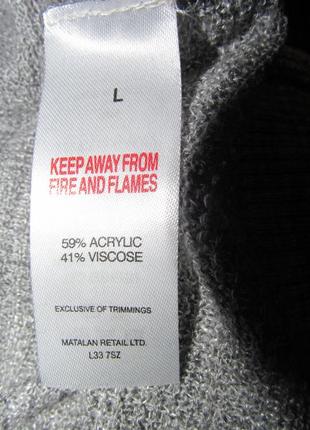 L
KEEP AWAY FROM
FIRE AND FLAMES
59% ACRYLIC
41% VISCOSE
EXCLUSIVE OF TRIMMINGS
MATALAN RETAIL LTD.
L33 7SZ